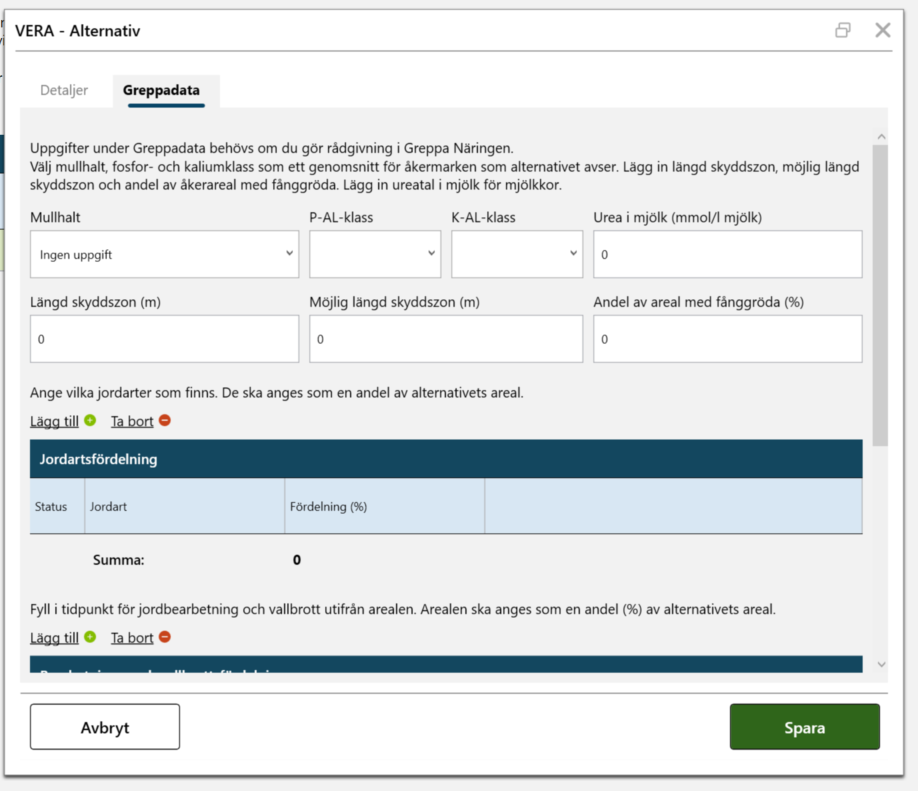 VERA - Alternativ
Detaljer
Greppadata
Uppgifter under Greppadata behövs om du gör rådgivning i Greppa Näringen.
Välj mullhalt, fosfor- och kaliumklass som ett genomsnitt för åkermarken som alternativet avser. Lägg in längd skyddszon, möjlig längd
skyddszon och andel av åkerareal med fånggröda. Lägg in ureatal i mjölk för mjölkkor.
Mullhalt
P-AL-klass
K-AL-klass
Urea i mjölk (mmol/l mjölk)
Ingen uppgift
0
Längd skyddszon (m)
Möjlig längd skyddszon (m)
Andel av areal med fånggröda (%)
0
0
0
Ange vilka jordarter som finns. De ska anges som en andel av alternativets areal.
Lägg till
Ta bort
Jordartsfördelning
Status
Jordart
Fördelning (%)
Summa:
0
Fyll i tidpunkt för jordbearbetning och vallbrott utifrån arealen. Arealen ska anges som en andel (%) av alternativets areal.
Lägg till
Ta bort
Avbryt
Spara